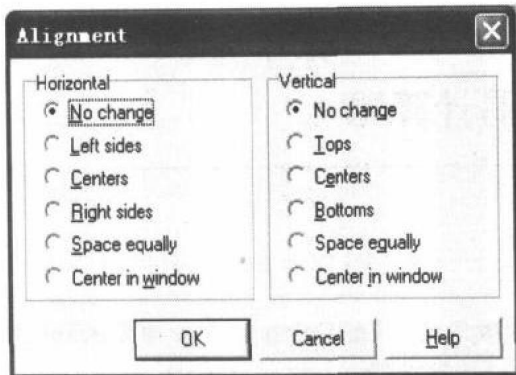 Alignment
Horizontal
No change
Left sides
Centers
Right sides
Space equally
Center in window
Vertical
No change
Tops
Centers
Bottoms
Space equally
Center in window
OK
Cancel
Help